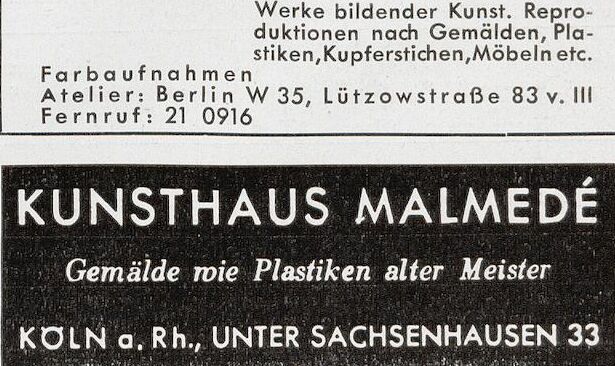 Werke bildender Kunst. Repro-
duktionen nach Gemälden, Pla-
stiken, Kupferstichen, Möbeln etc.
Farbaufnahmen
Atelier: Berlin W 35, Lützowstraße 83 v. III
Fernruf: 21 0916
KUNSTHAUS MALMEDÉ
Gemälde wie Plastiken alter Meister
KÖLN a. Rh., UNTER SACHSENHAUSEN 33